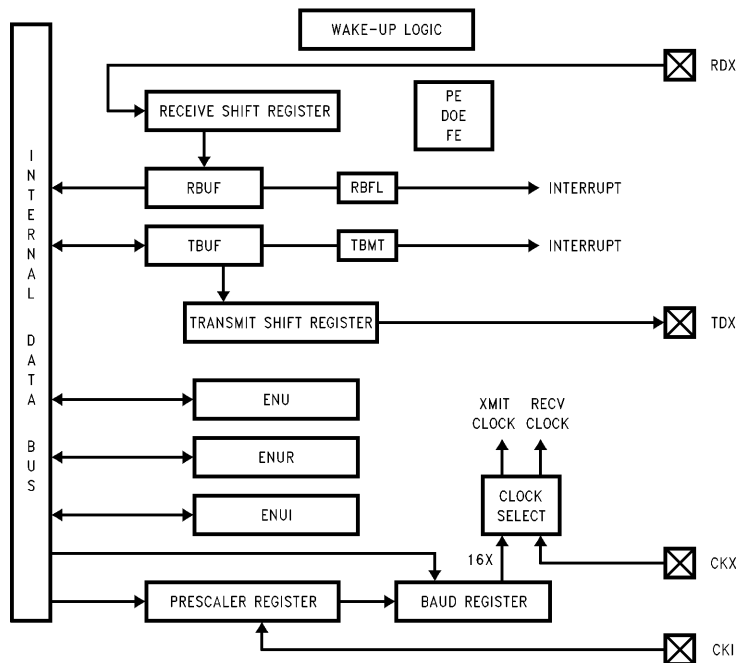 WAKE-UP LOGIC
RDX
RECEIVE SHIFT REGISTER
PE
DOE
FE
INTERNAL DATA BUS
RBUF
RBFL
INTERRUPT
TBUF
TBMT
INTERRUPT
TRANSMIT SHIFT REGISTER
TDX
ENU
XMIT
CLOCK
RECV
CLOCK
ENUR
CLOCK
SELECT
ENUI
16X
CKX
PRESCALER REGISTER
BAUD REGISTER
CKI